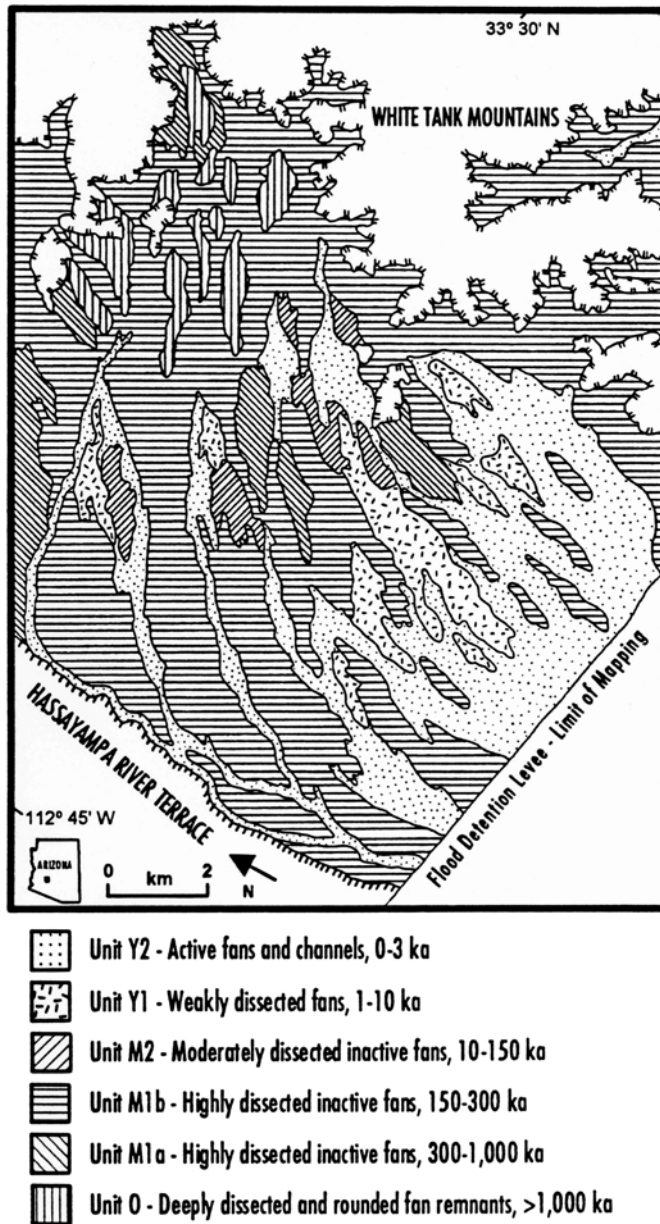 33° 30' N
WHITE TANK MOUNTAINS
HASSAYAMPA RIVER TERRACE
Flood Detention Levee - Limit of Mapping
112° 45' W
ARIZONA
0 km 2
N
Unit Y2 - Active fans and channels, 0-3 ka
Unit Y1 - Weakly dissected fans, 1-10 ka
Unit M2 - Moderately dissected inactive fans, 10-150 ka
Unit M1b - Highly dissected inactive fans, 150-300 ka
Unit M1a - Highly dissected inactive fans, 300-1,000 ka
Unit O - Deeply dissected and rounded fan remnants, >1,000 ka